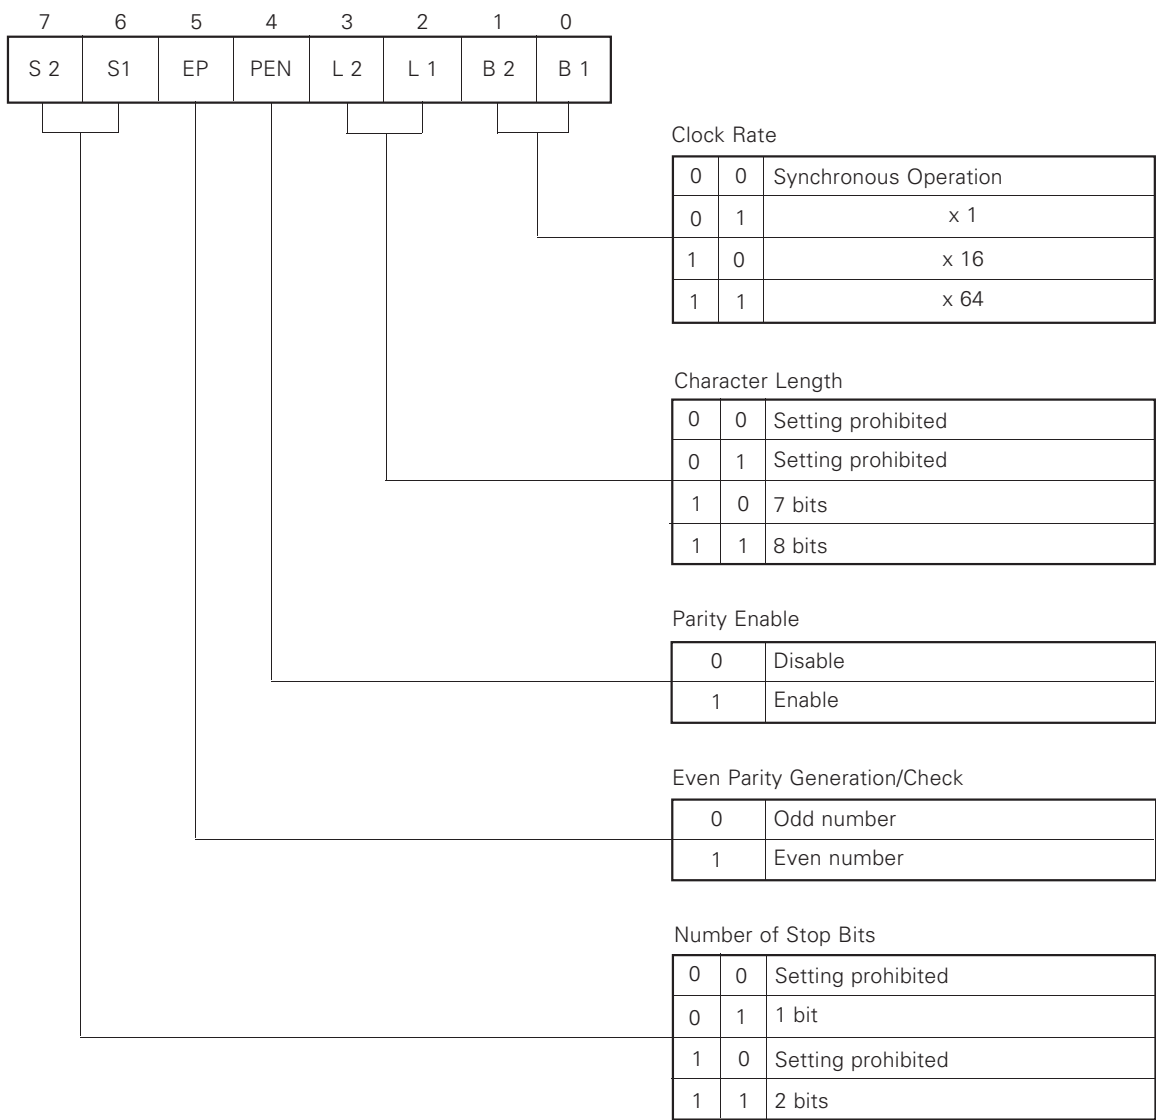 7 6 5 4 3 2 1 0
S 2 S1 EP PEN L 2 L 1 B 2 B 1
Clock Rate
0 0 Synchronous Operation
0 1 x 1
1 0 x 16
1 1 x 64
Character Length
0 0 Setting prohibited
0 1 Setting prohibited
1 0 7 bits
1 1 8 bits
Parity Enable
0 Disable
1 Enable
Even Parity Generation/Check
0 Odd number
1 Even number
Number of Stop Bits
0 0 Setting prohibited
0 1 1 bit
1 0 Setting prohibited
1 1 2 bits